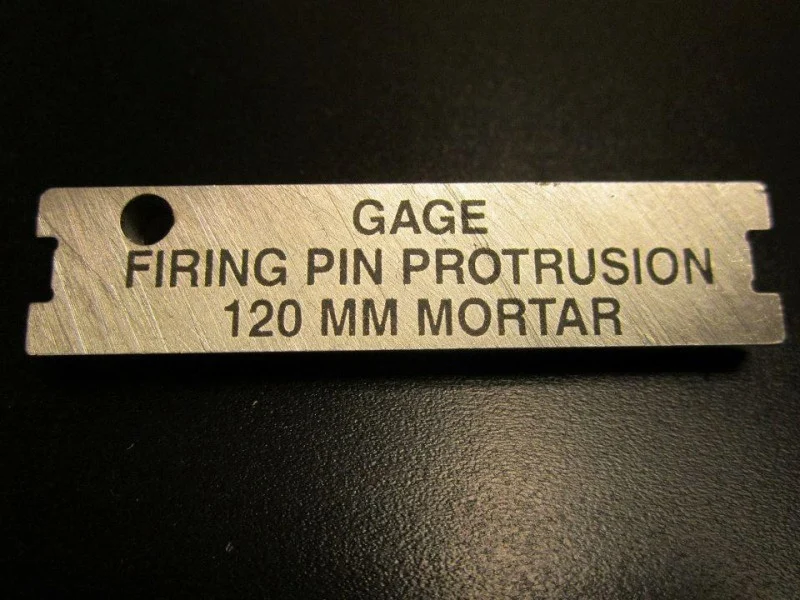 GAGE
FIRING PIN PROTRUSION
120 MM MORTAR